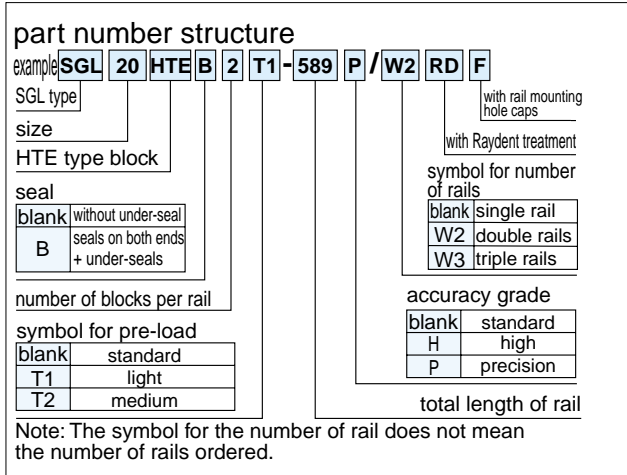 part number structure
example SGL 20 HTE B 2 T1 - 589 P / W2 RD F
SGL type
with rail mounting
hole caps
size
with Raydent treatment
HTE type block
symbol for number
of rails
blank single rail
W2 double rails
W3 triple rails
seal
blank without under-seal
B seals on both ends
+ under-seals
number of blocks per rail
accuracy grade
blank standard
H high
P precision
symbol for pre-load
blank standard
T1 light
T2 medium
total length of rail
Note: The symbol for the number of rail does not mean
the number of rails ordered.